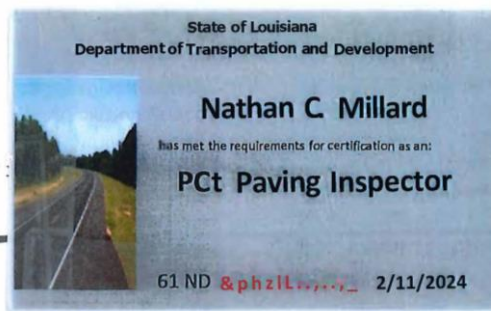 State of Louisiana
Department of Transportation and Development
Nathan C. Millard
has met the requirements for certification as an:
PCt Paving Inspector
61 ND &phziL..,..,_ 2/11/2024